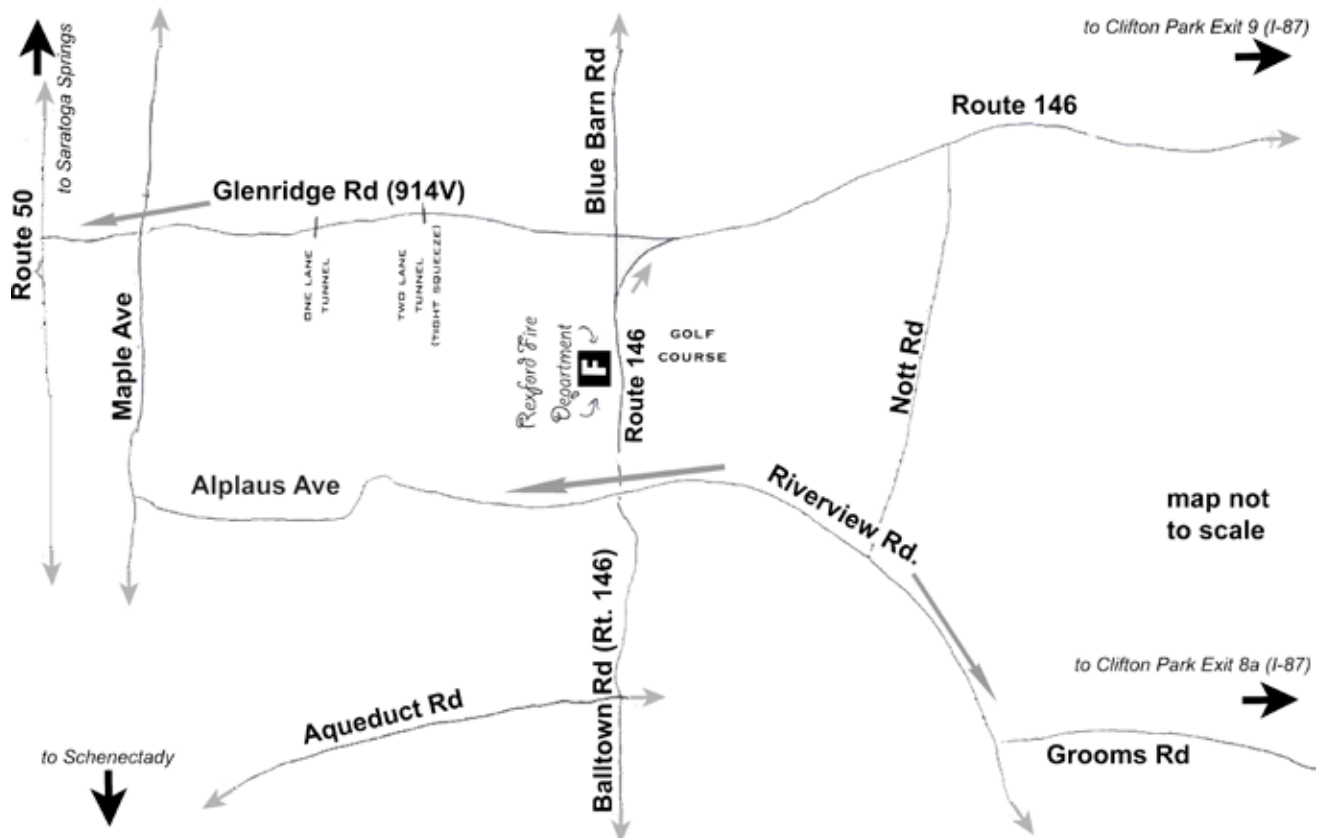 to Clifton Park Exit 9 (I-87)
to Saratoga Springs
Blue Barn Rd
Route 146
Glenridge Rd (914V)
Route 50
ONE LANE
TUNNEL
TWO LANE
TUNNEL
(TIGHT SQUEEZE)
Maple Ave
Rexford Fire
Department
F
Route 146
GOLF
COURSE
Nott Rd
Alplaus Ave
Riverview Rd.
map not
to scale
Balltown Rd (Rt. 146)
to Clifton Park Exit 8a (I-87)
Aqueduct Rd
Grooms Rd
to Schenectady